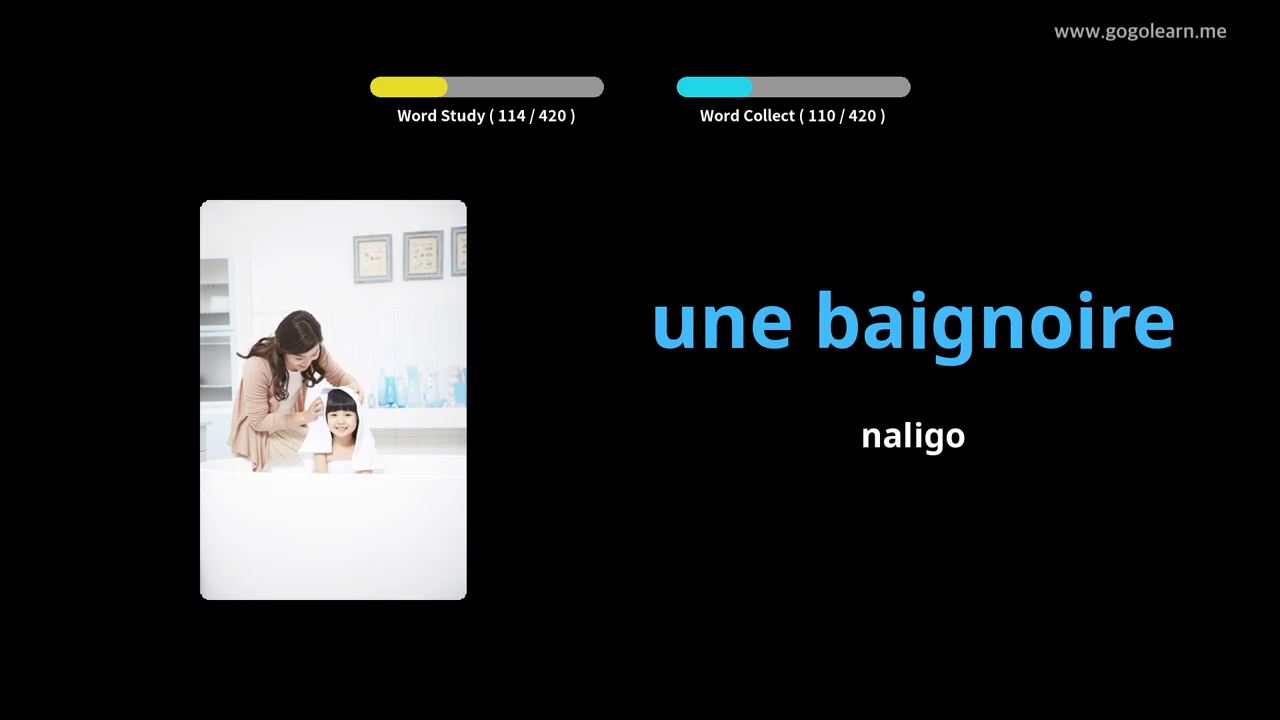 www.gogolearn.me
Word Study ( 114 / 420 )
Word Collect ( 110 / 420 )
une baignoire
naligo